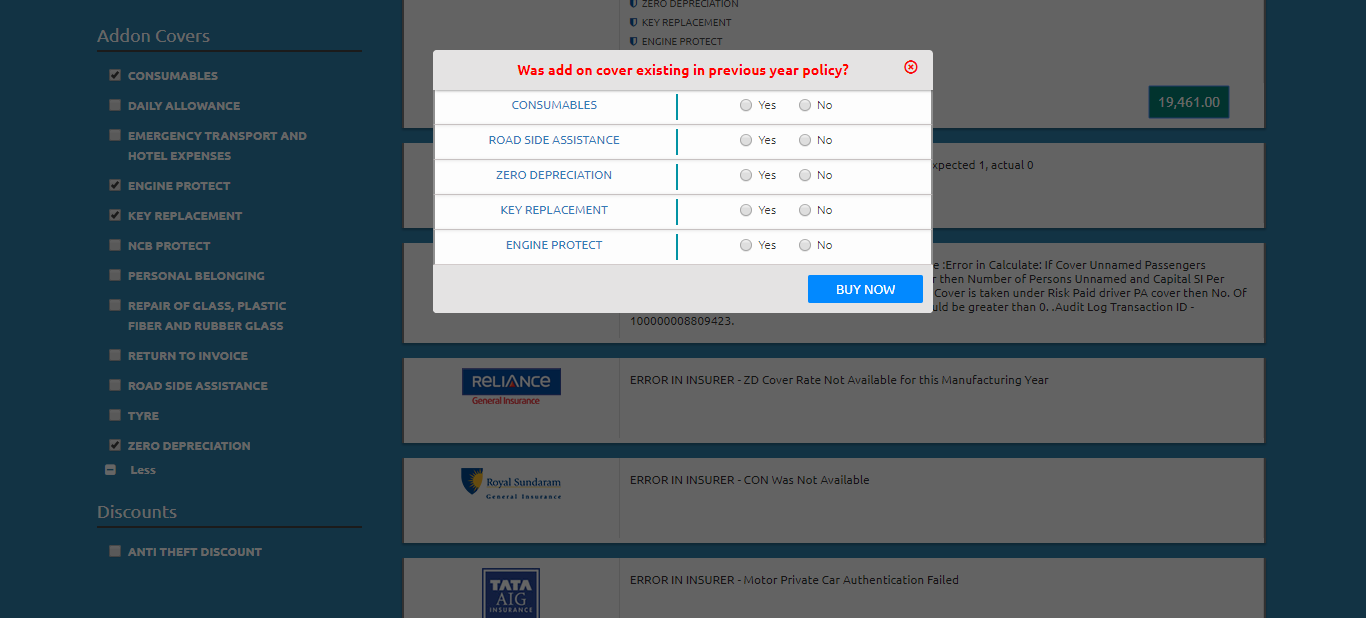 Addon Covers
CONSUMABLES
DAILY ALLOWANCE
EMERGENCY TRANSPORT AND
HOTEL EXPENSES
ENGINE PROTECT
KEY REPLACEMENT
NCB PROTECT
PERSONAL BELONGING
REPAIR OF GLASS, PLASTIC
FIBER AND RUBBER GLASS
RETURN TO INVOICE
ROAD SIDE ASSISTANCE
TYRE
ZERO DEPRECIATION
Less
Discounts
ANTI THEFT DISCOUNT
ZERO DEPRECIATION
KEY REPLACEMENT
ENGINE PROTECT
19,461.00
Was add on cover existing in previous year policy?
CONSUMABLES Yes No
ROAD SIDE ASSISTANCE Yes No
ZERO DEPRECIATION Yes No
KEY REPLACEMENT Yes No
ENGINE PROTECT Yes No
BUY NOW
xpected 1, actual 0
e :Error in Calculate: If Cover Unnamed Passengers
r then Number of Persons Unnamed and Capital SI Per
Cover is taken under Risk Paid driver PA cover then No. Of
uld be greater than 0. .Audit Log Transaction ID -
100000008809423.
RELIANCE
General Insurance
ERROR IN INSURER - ZD Cover Rate Not Available for this Manufacturing Year
Royal Sundaram
General Insurance
ERROR IN INSURER - CON Was Not Available
TATA
AIG
INSURANCE
ERROR IN INSURER - Motor Private Car Authentication Failed